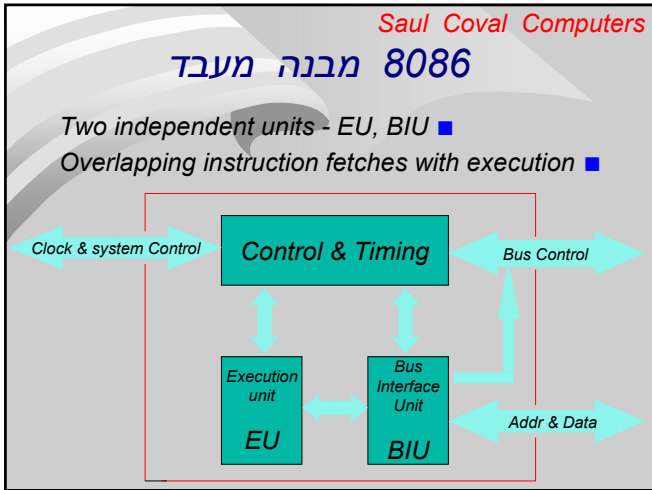 Saul Coval Computers
מבנה מעבד 8086
Two independent units - EU, BIU ■
Overlapping instruction fetches with execution ■
Clock & system Control
Control & Timing
Bus Control
Execution
unit
EU
Bus
Interface
Unit
BIU
Addr & Data